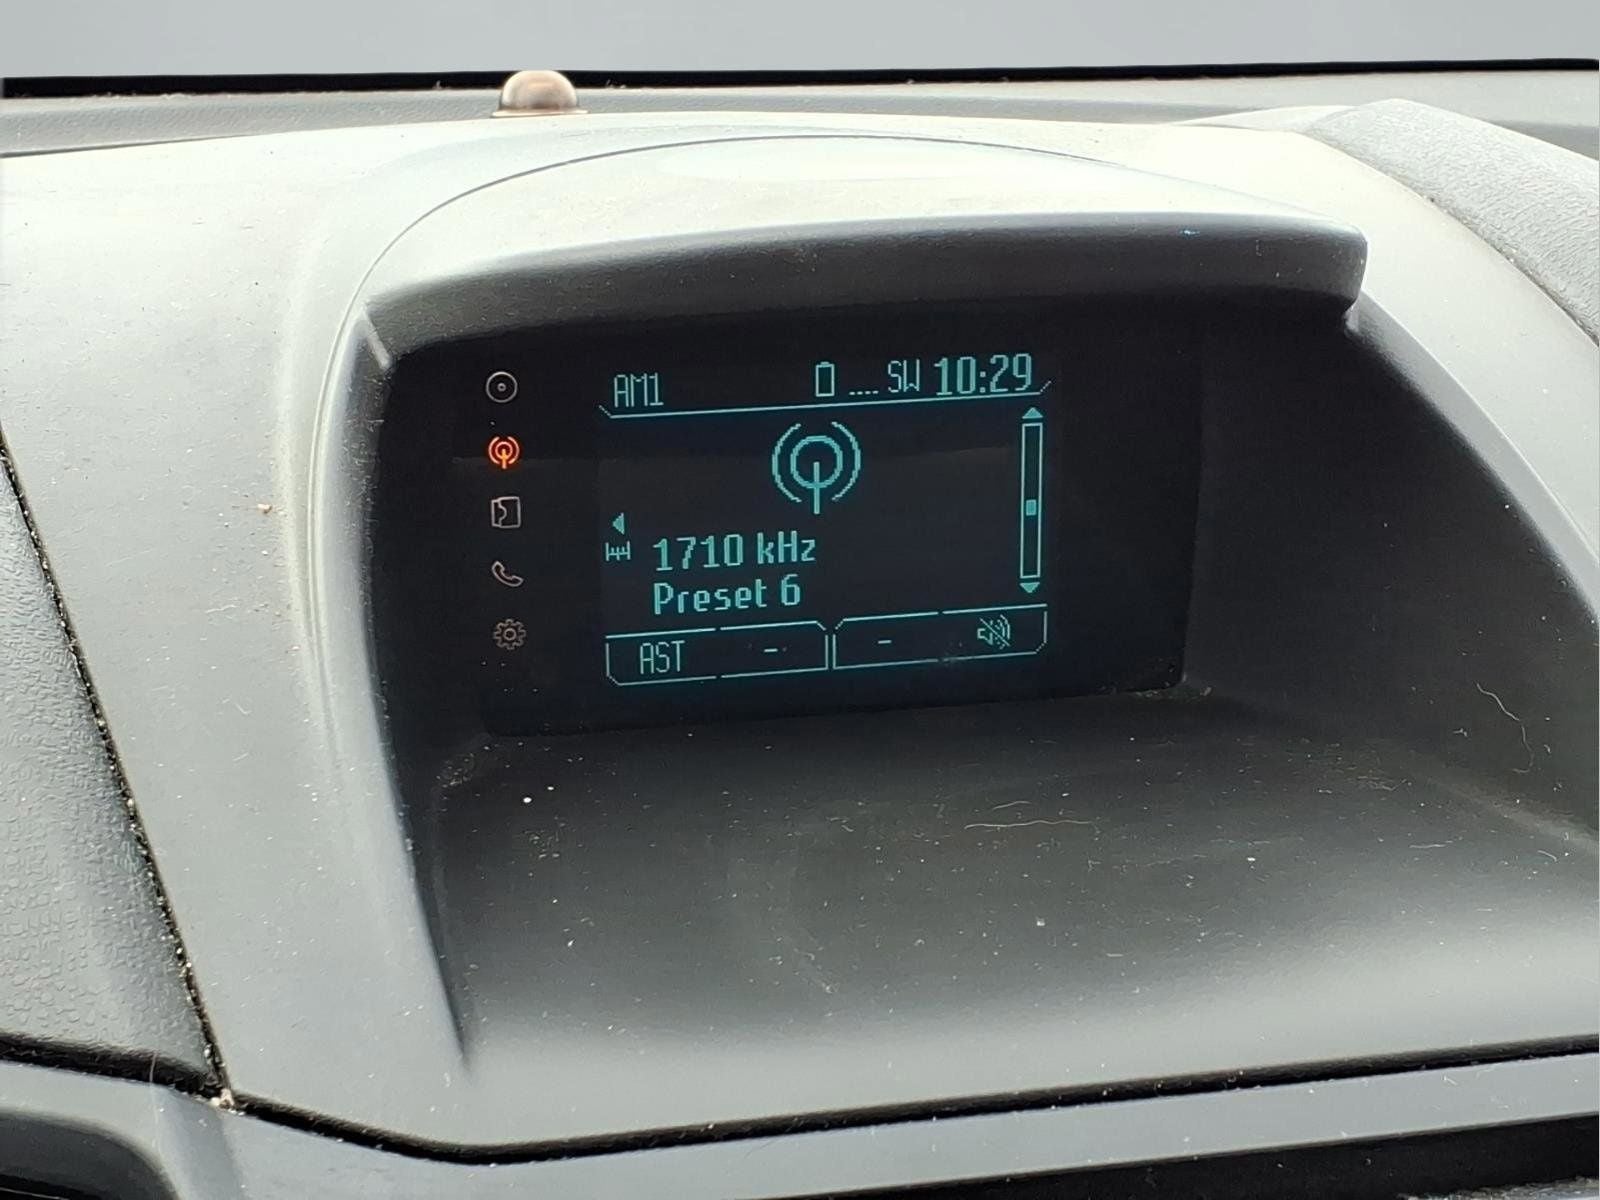 AM1 SW 10:29
1710 kHz
Preset 6
AST - -